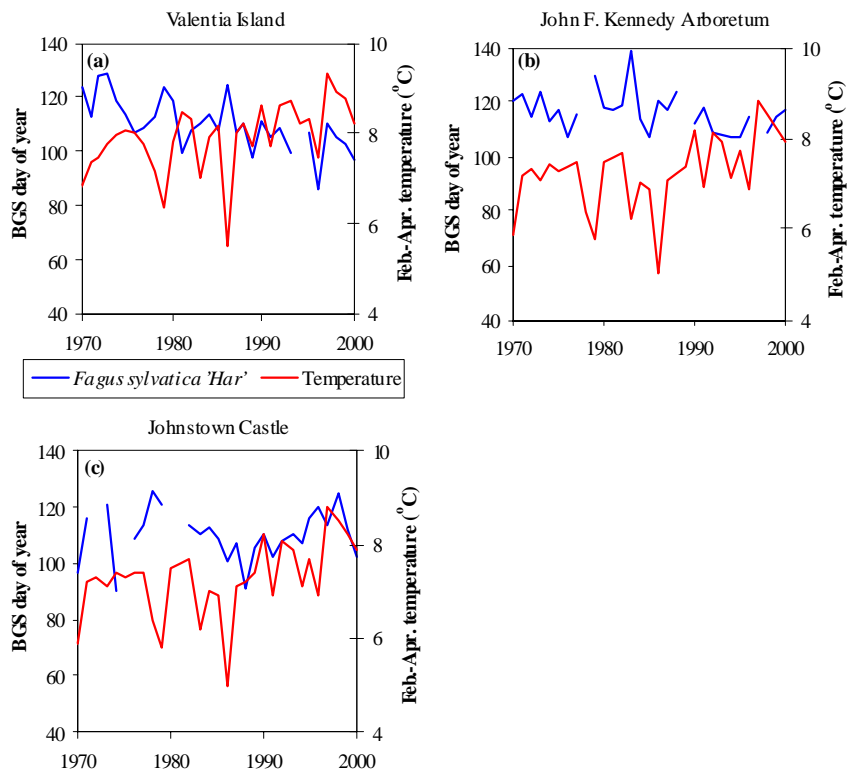 Valentia Island
(a)
BGS day of year
140
120
100
80
60
40
10
8
6
4
Feb.-Apr. temperature (°C)
1970 1980 1990 2000
John F. Kennedy Arboretum
(b)
BGS day of year
140
120
100
80
60
40
10
8
6
4
Feb.-Apr. temperature (°C)
1970 1980 1990 2000
Fagus sylvatica 'Har' Temperature
Johnstown Castle
(c)
BGS day of year
140
120
100
80
60
40
10
8
6
4
Feb.-Apr. temperature (°C)
1970 1980 1990 2000